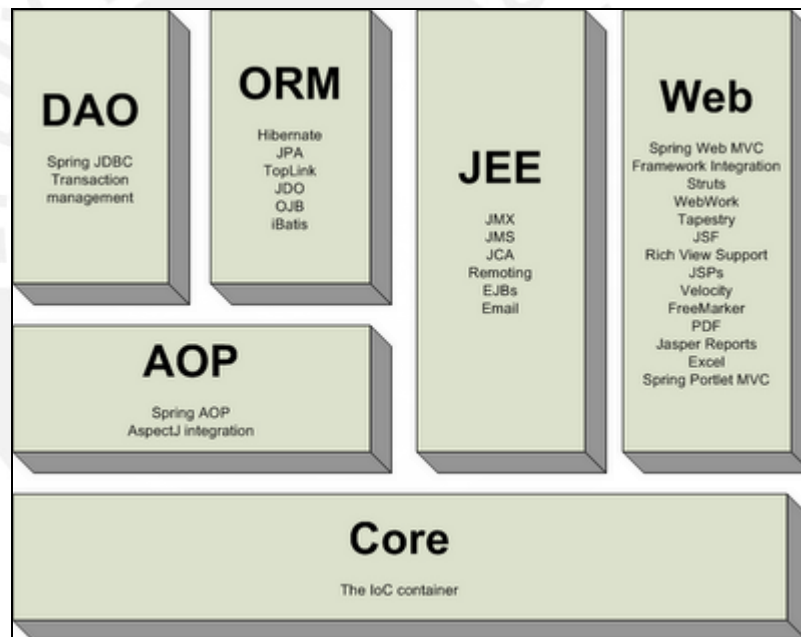 DAO
Spring JDBC
Transaction
management
ORM
Hibernate
JPA
TopLink
JDO
OJB
iBatis
JEE
JMX
JMS
JCA
Remoting
EJBs
Email
Web
Spring Web MVC
Framework Integration
Struts
WebWork
Tapestry
JSF
Rich View Support
JSPs
Velocity
FreeMarker
PDF
Jasper Reports
Excel
Spring Portlet MVC
AOP
Spring AOP
AspectJ integration
Core
The IoC container